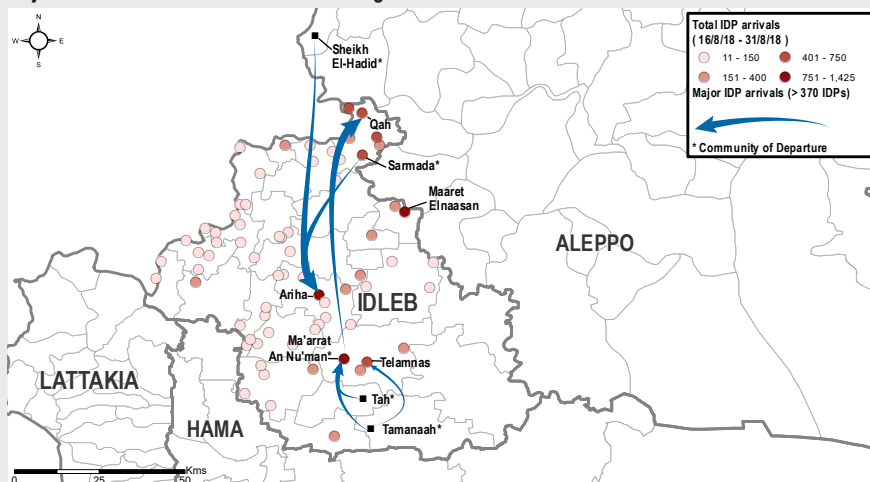 N
W E
S
Sheikh
El-Hadid*
Qah
Sarmada*
Maaret
Elnaasan
ALEPPO
Ariha
IDLEB
Ma'arrat
An Nu'man*
Telamnas
LATTAKIA
Tah*
HAMA
Tamanaah*
Kms
0 25 50
Total IDP arrivals
( 16/8/18 - 31/8/18 )
11 - 150 401 - 750
151 - 400 751 - 1,425
Major IDP arrivals (> 370 IDPs)
* Community of Departure